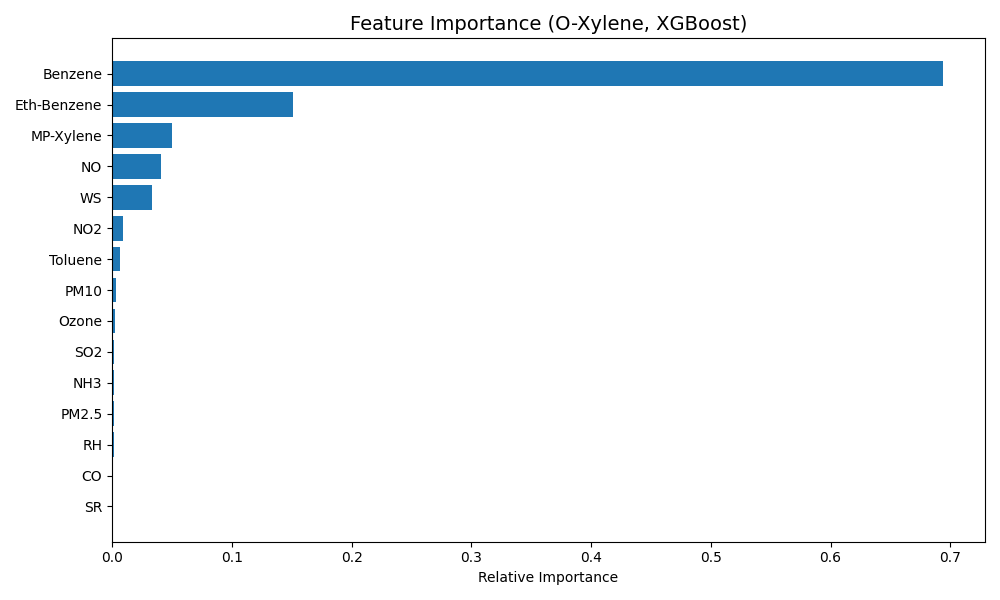 Feature Importance (O-Xylene, XGBoost)
Benzene
Eth-Benzene
MP-Xylene
NO
WS
NO2
Toluene
PM10
Ozone
SO2
NH3
PM2.5
RH
CO
SR
0.0 0.1 0.2 0.3 0.4 0.5 0.6 0.7
Relative Importance